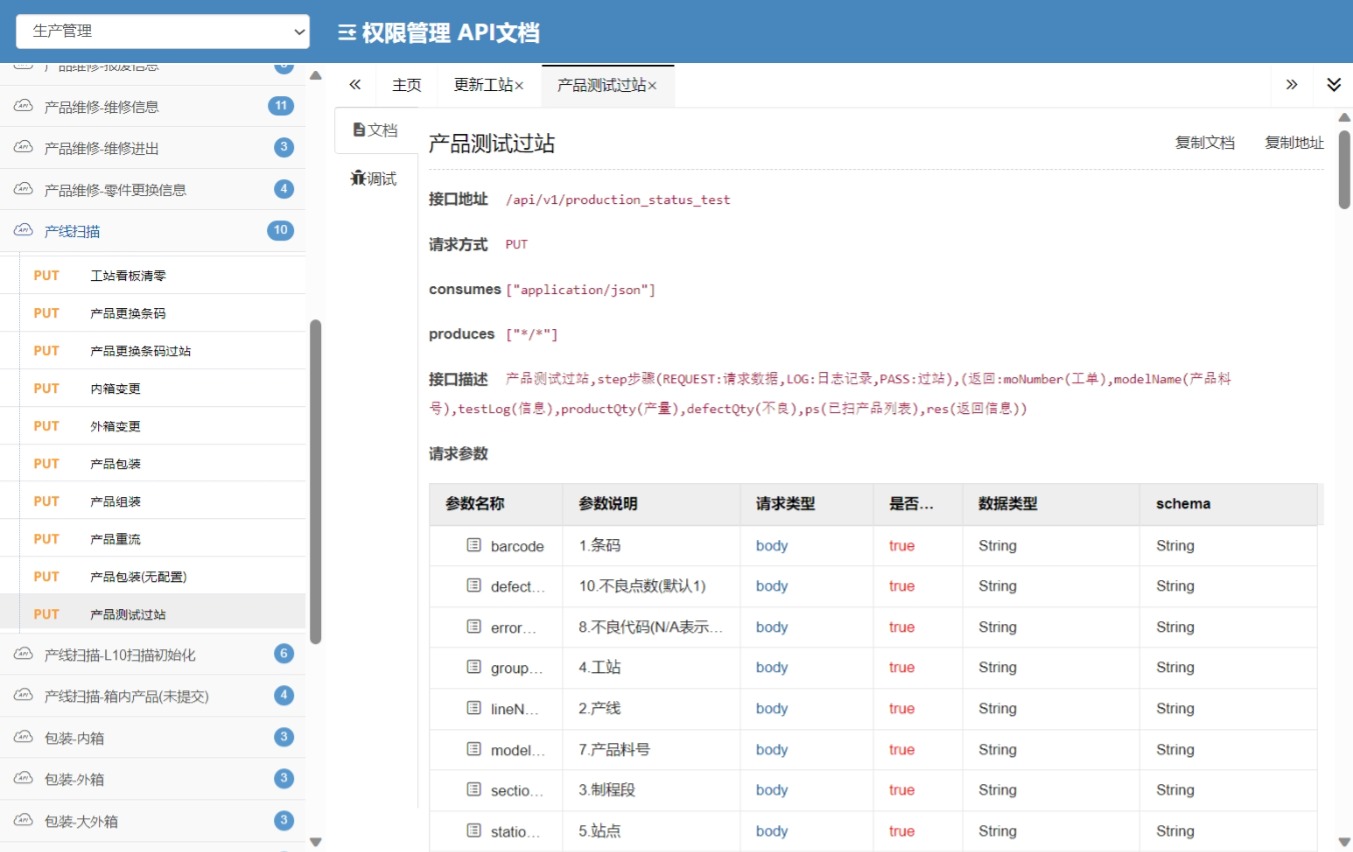 生产管理
权限管理 API文档
产品维修-报废信息
产品维修-维修信息 11
产品维修-维修进出 3
产品维修-零件更换信息 4
产线扫描 10
PUT 工站看板清零
PUT 产品更换条码
PUT 产品更换条码过站
PUT 内箱变更
PUT 外箱变更
PUT 产品包装
PUT 产品组装
PUT 产品重流
PUT 产品包装(无配置)
PUT 产品测试过站
产线扫描-L10扫描初始化 6
产线扫描-箱内产品(未提交) 4
包装-内箱 3
包装-外箱 3
包装-大外箱 3
主页 更新工站× 产品测试过站×
文档
调试
产品测试过站 复制文档 复制地址
接口地址 /api/v1/production_status_test
请求方式 PUT
consumes ["application/json"]
produces ["*/*"]
接口描述 产品测试过站,step步骤(REQUEST:请求数据,LOG:日志记录,PASS:过站),(返回:moNumber(工单),modelName(产品料
号),testLog(信息),productQty(产量),defectQty(不良),ps(已扫产品列表),res(返回信息))
请求参数
参数名称 参数说明 请求类型 是否... 数据类型 schema
barcode 1.条码 body true String String
defect... 10.不良点数(默认1) body true String String
error... 8.不良代码(N/A表示... body true String String
group... 4.工站 body true String String
lineN... 2.产线 body true String String
model... 7.产品料号 body true String String
sectio... 3.制程段 body true String String
statio... 5.站点 body true String String